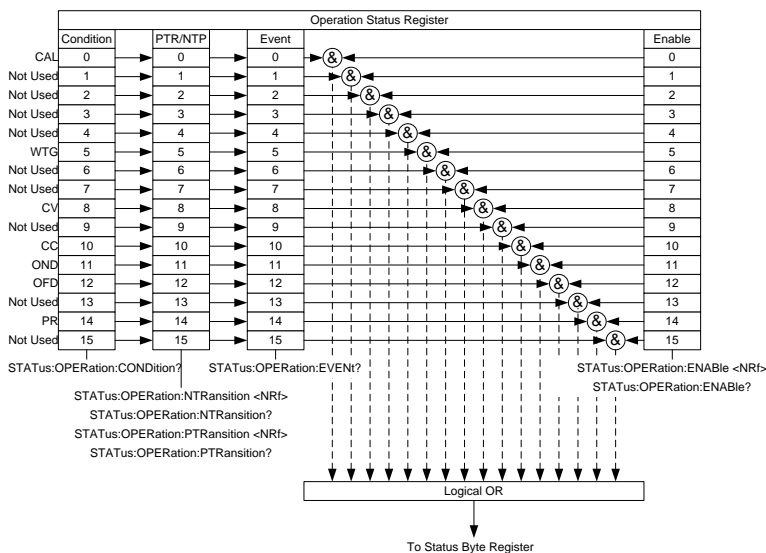 Operation Status Register
Condition PTR/NTP Event Enable
CAL 0 0 0 & 0
Not Used 1 1 1 & 1
Not Used 2 2 2 & 2
Not Used 3 3 3 & 3
Not Used 4 4 4 & 4
WTG 5 5 5 & 5
Not Used 6 6 6 & 6
Not Used 7 7 7 & 7
CV 8 8 8 & 8
Not Used 9 9 9 & 9
CC 10 10 10 & 10
OND 11 11 11 & 11
OFD 12 12 12 & 12
Not Used 13 13 13 & 13
PR 14 14 14 & 14
Not Used 15 15 15 & 15
STATus:OPERation:CONDition? STATus:OPERation:EVENt? STATus:OPERation:ENABle <NRf>
STATus:OPERation:ENABle?
STATus:OPERation:NTRansition <NRf>
STATus:OPERation:NTRansition?
STATus:OPERation:PTRansition <NRf>
STATus:OPERation:PTRansition?
Logical OR
To Status Byte Register